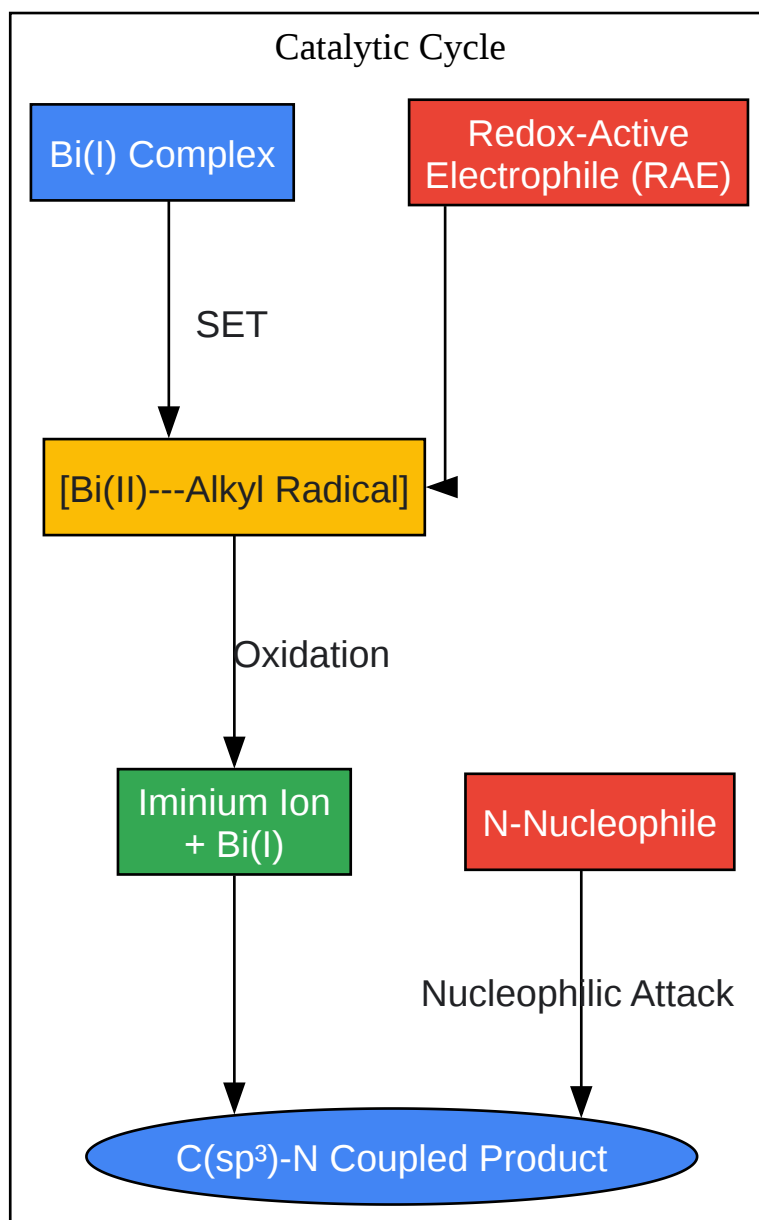 Catalytic Cycle
Bi(I) Complex
Redox-Active
Electrophile (RAE)
SET
[Bi(II)---Alkyl Radical]
Oxidation
Iminium Ion
+ Bi(I)
N-Nucleophile
Nucleophilic Attack
C(sp³)-N Coupled Product